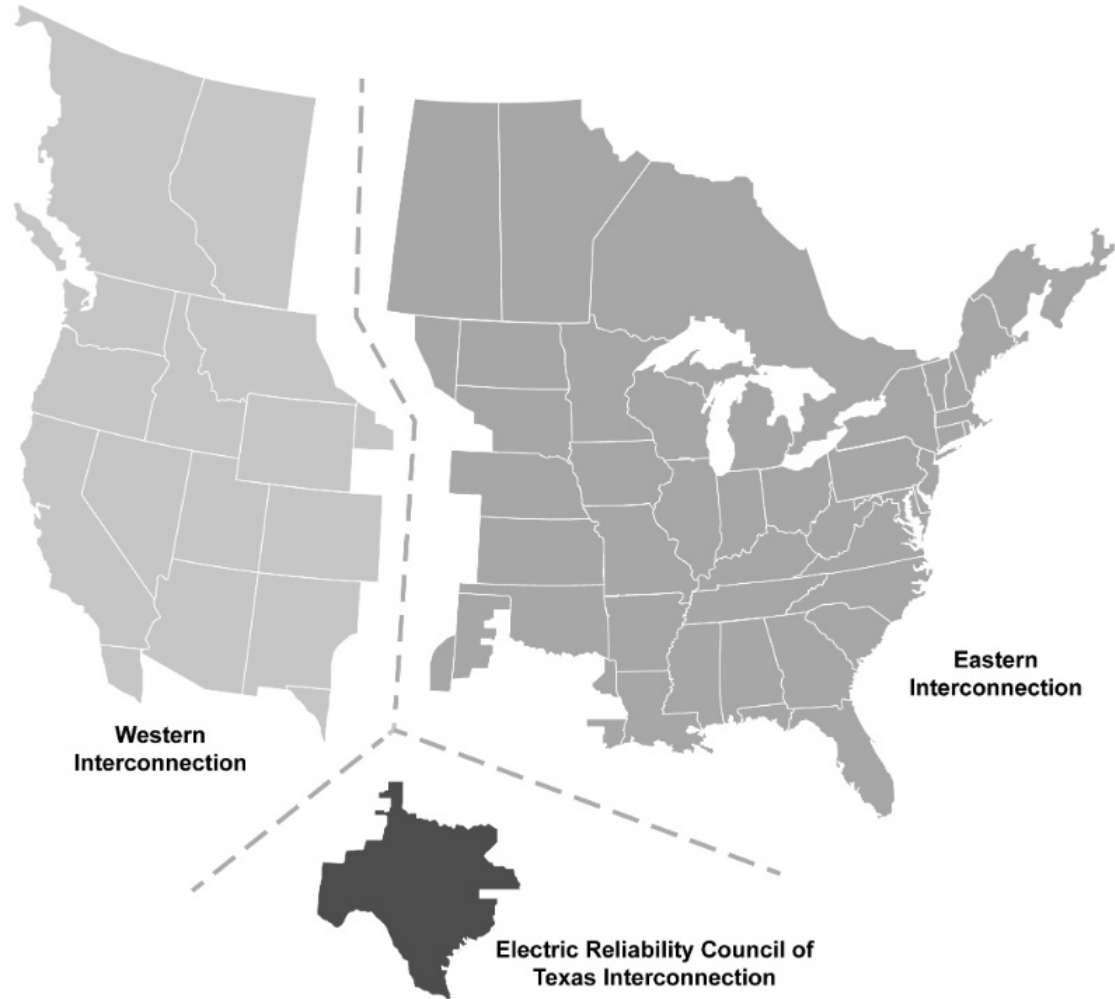 Eastern
Interconnection
Western
Interconnection
Electric Reliability Council of
Texas Interconnection